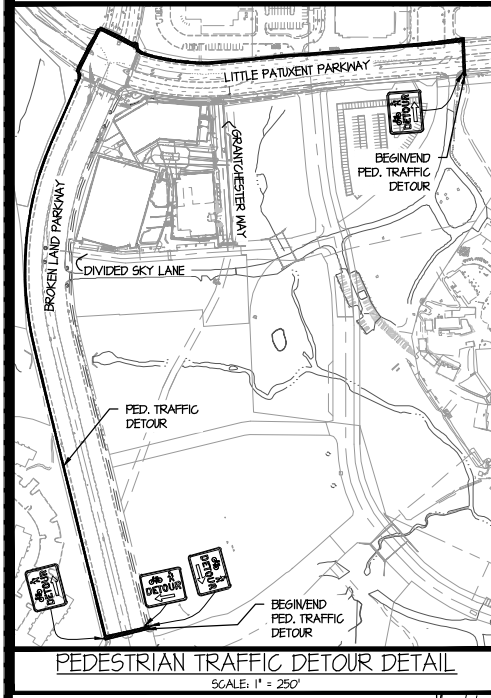 LITTLE PATUXENT PARKWAY
DETOUR
BEGIN/END
PED. TRAFFIC
DETOUR
GRANTCHESTER WAY
BROKEN LAND PARKWAY
DIVIDED SKY LANE
PED. TRAFFIC
DETOUR
DETOUR
DETOUR
DETOUR
BEGIN/END
PED. TRAFFIC
DETOUR
PEDESTRIAN TRAFFIC DETOUR DETAIL
SCALE: 1" = 250'